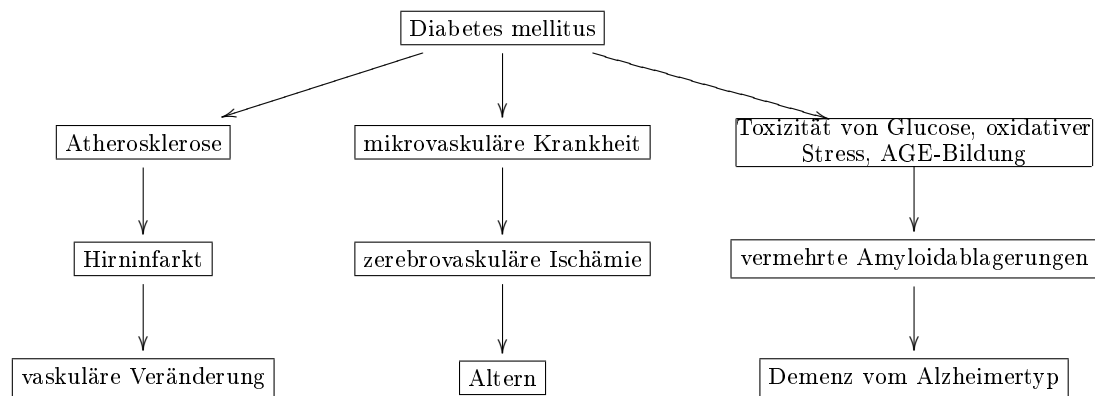 Diabetes mellitus
Atherosklerose
mikrovaskuläre Krankheit
Toxizität von Glucose, oxidativer
Stress, AGE-Bildung
Hirninfarkt
zerebrovaskuläre Ischämie
vermehrte Amyloidablagerungen
vaskuläre Veränderung
Altern
Demenz vom Alzheimertyp